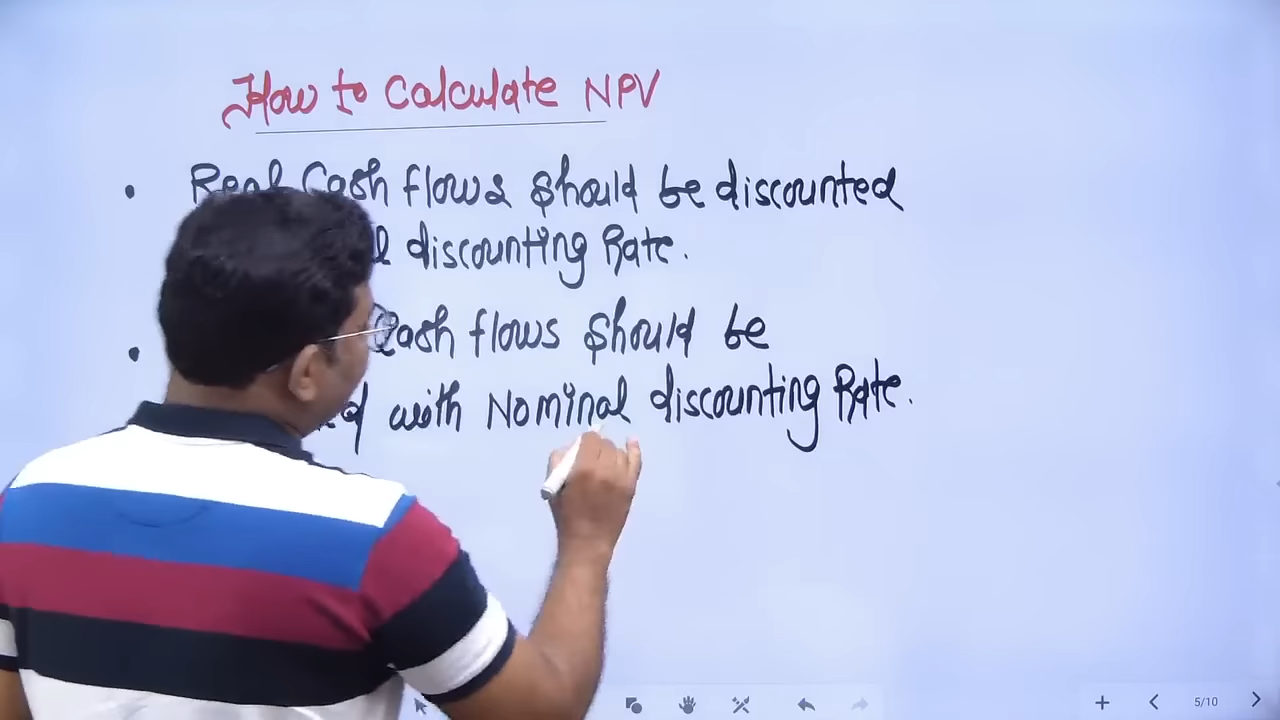 How to Calculate NPV
Real Cash flows should be discounted
discounting Rate.
Cash flows should be
with Nominal discounting Rate.
5/10